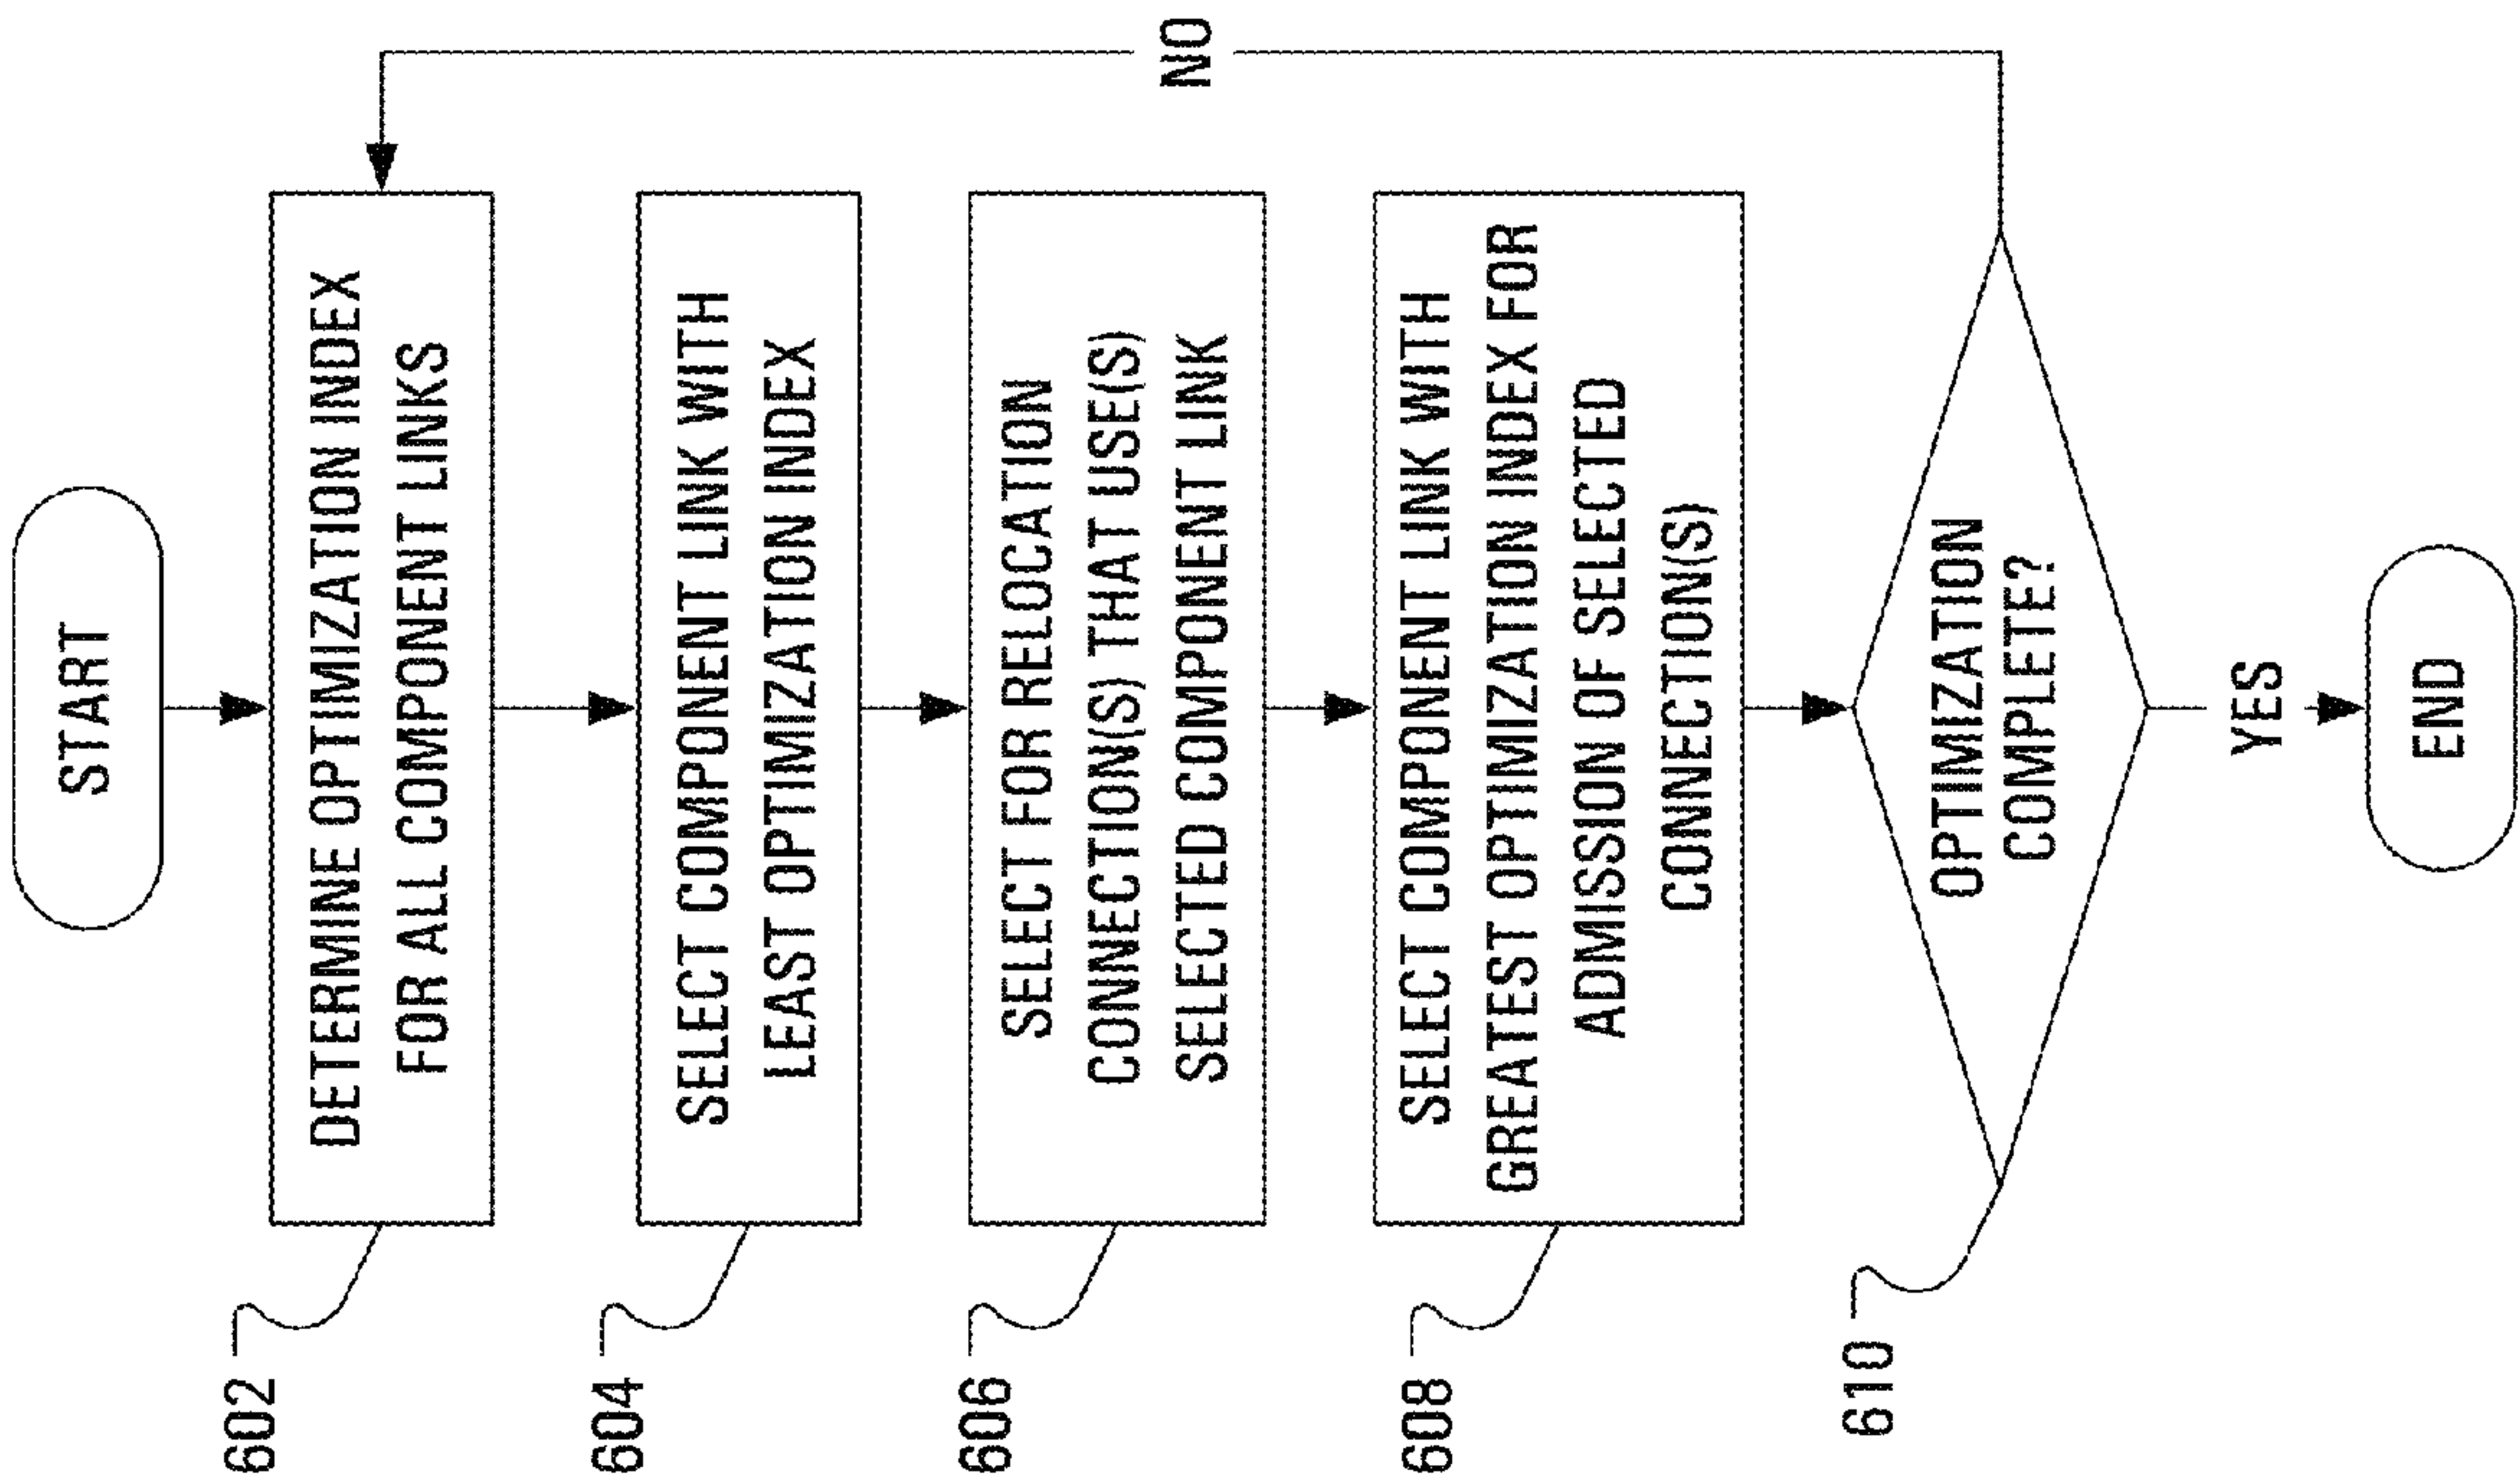 START
602
DETERMINE OPTIMIZATION INDEX
FOR ALL COMPONENT LINKS
604
SELECT COMPONENT LINK WITH
LEAST OPTIMIZATION INDEX
606
SELECT FOR RELOCATION
CONNECTION(S) THAT USE(S)
SELECTED COMPONENT LINK
608
SELECT COMPONENT LINK WITH
GREATEST OPTIMIZATION INDEX FOR
ADMISSION OF SELECTED
CONNECTION(S)
610
OPTIMIZATION
COMPLETE?
NO
YES
END